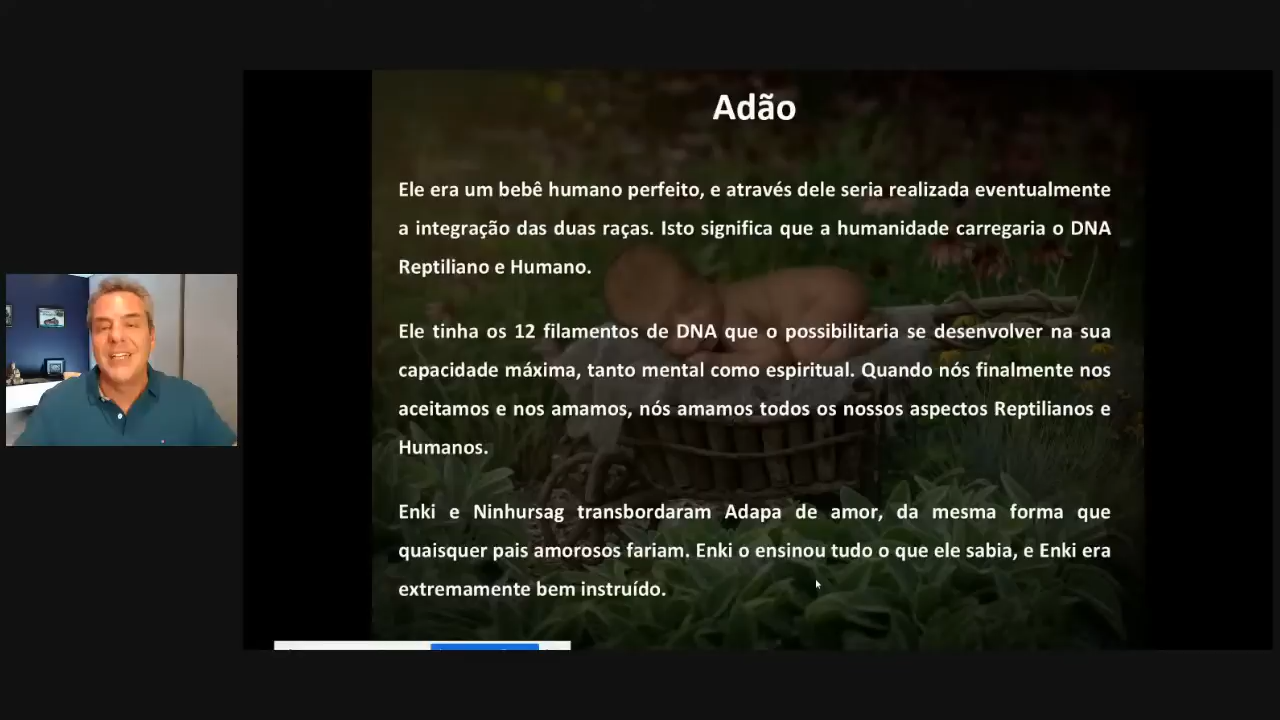 Adão
Ele era um bebê humano perfeito, e através dele seria realizada eventualmente
a integração das duas raças. Isto significa que a humanidade carregaria o DNA
Reptiliano e Humano.
Ele tinha os 12 filamentos de DNA que o possibilitaria se desenvolver na sua
capacidade máxima, tanto mental como espiritual. Quando nós finalmente nos
aceitamos e nos amamos, nós amamos todos os nossos aspectos Reptilianos e
Humanos.
Enki e Ninhursag transbordaram Adapa de amor, da mesma forma que
quaisquer pais amorosos fariam. Enki o ensinou tudo o que ele sabia, e Enki era
extremamente bem instruído.